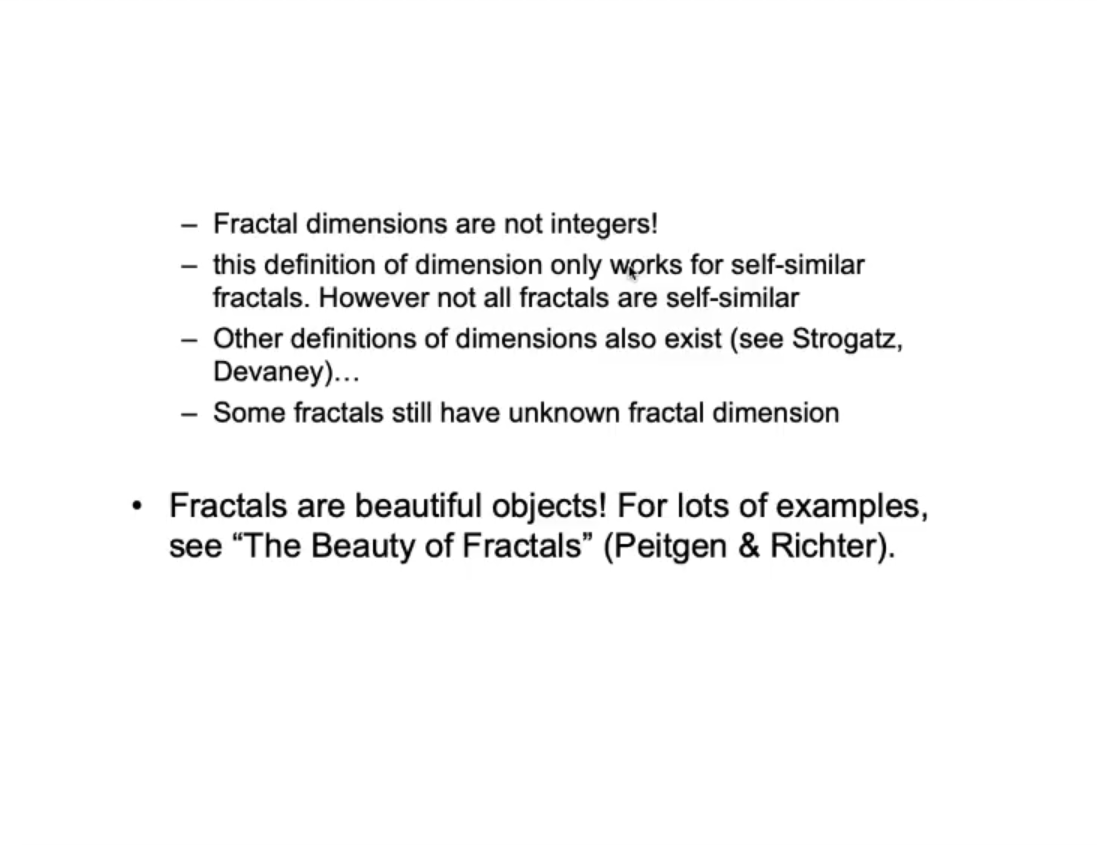 – Fractal dimensions are not integers!
– this definition of dimension only works for self-similar
fractals. However not all fractals are self-similar
– Other definitions of dimensions also exist (see Strogatz,
Devaney)…
– Some fractals still have unknown fractal dimension
• Fractals are beautiful objects! For lots of examples,
see “The Beauty of Fractals” (Peitgen & Richter).